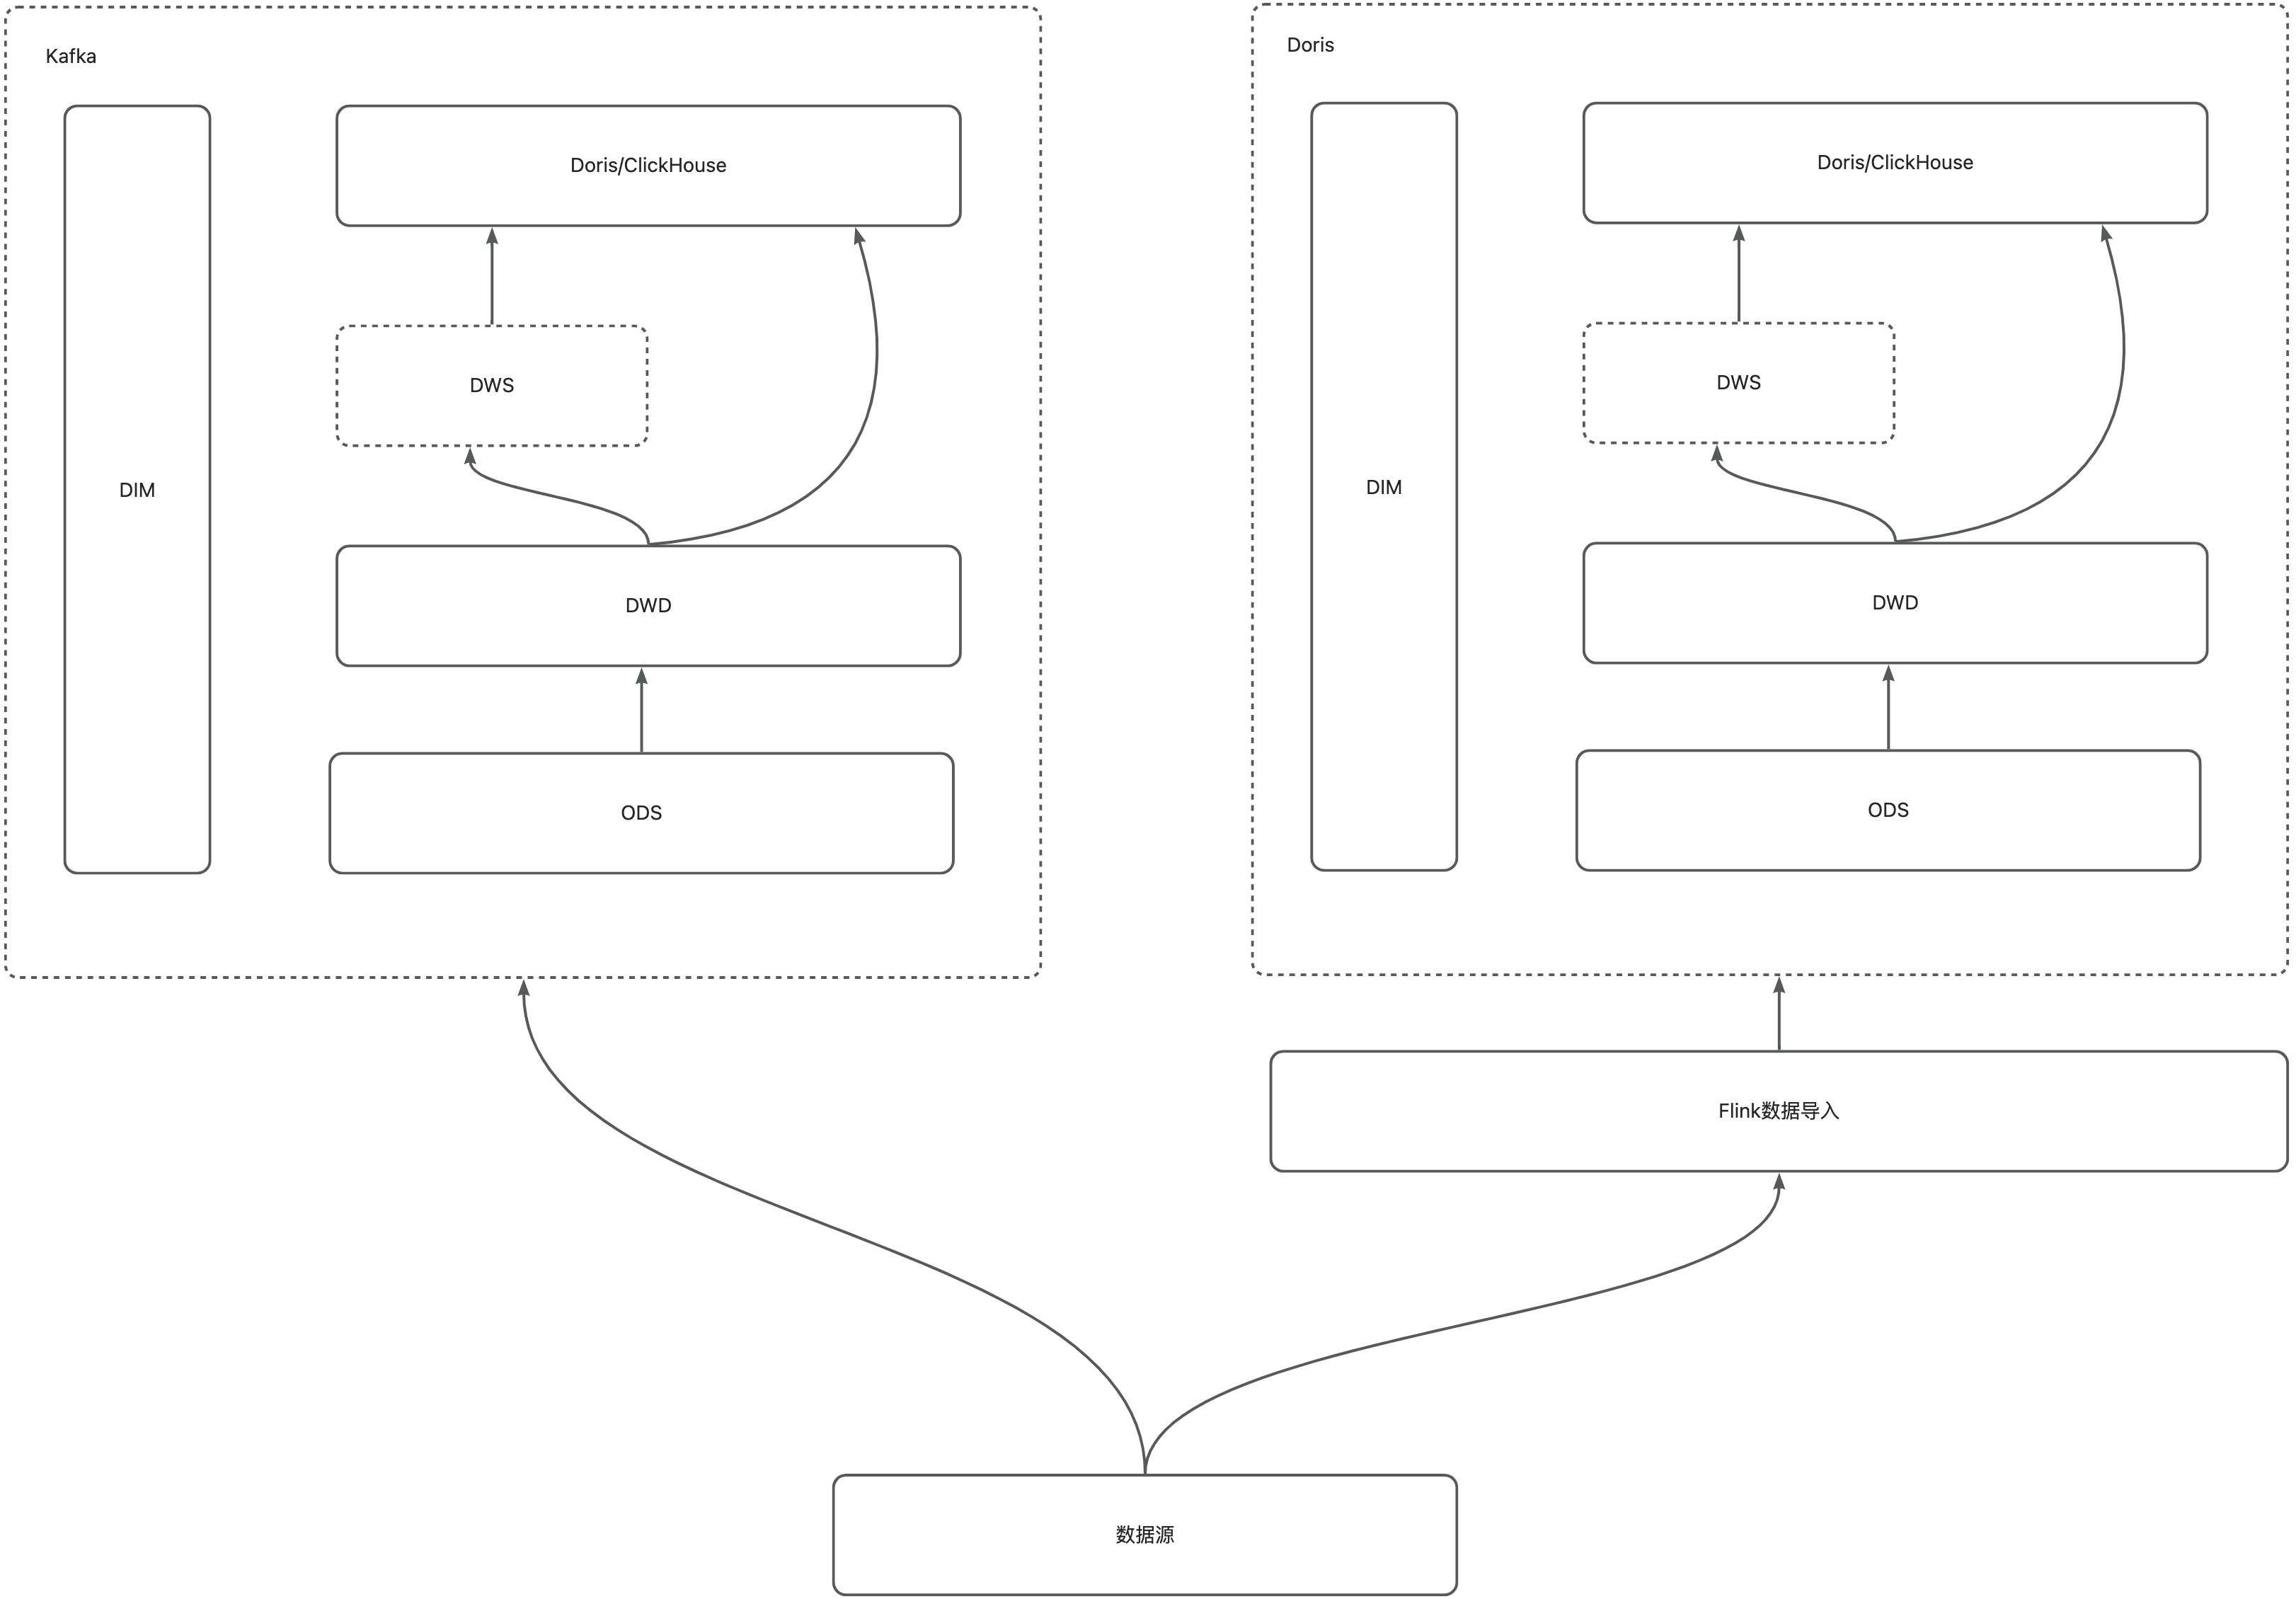 Kafka
Doris/ClickHouse
DWS
DIM
DWD
ODS
Doris
Doris/ClickHouse
DWS
DIM
DWD
ODS
Flink数据导入
数据源